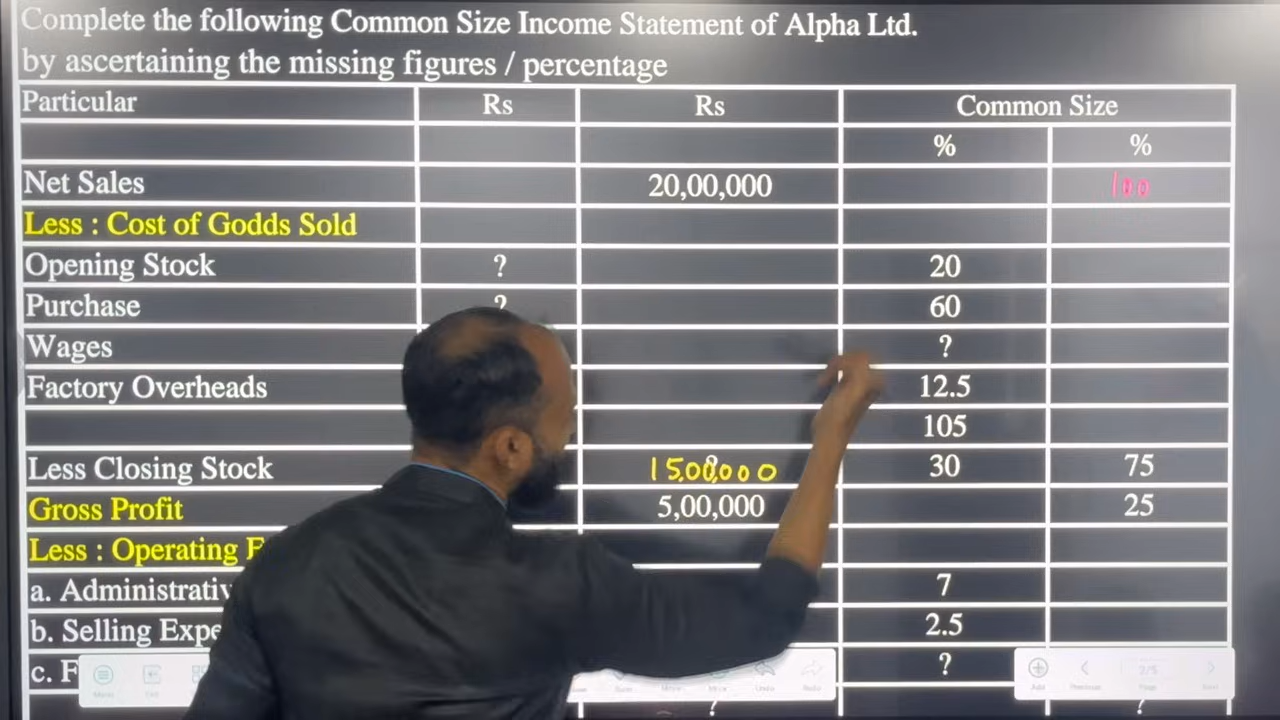 Complete the following Common Size Income Statement of Alpha Ltd.
by ascertaining the missing figures / percentage
Particular Rs Rs Common Size
% %
Net Sales 20,00,000 100
Less : Cost of Godds Sold
Opening Stock ? 20
Purchase ? 60
Wages ?
Factory Overheads 12.5
105
Less Closing Stock 15,00,000 30 75
Gross Profit 5,00,000 25
Less : Operating
a. Administrativ 7
b. Selling Expe 2.5
c. F ?
? ?